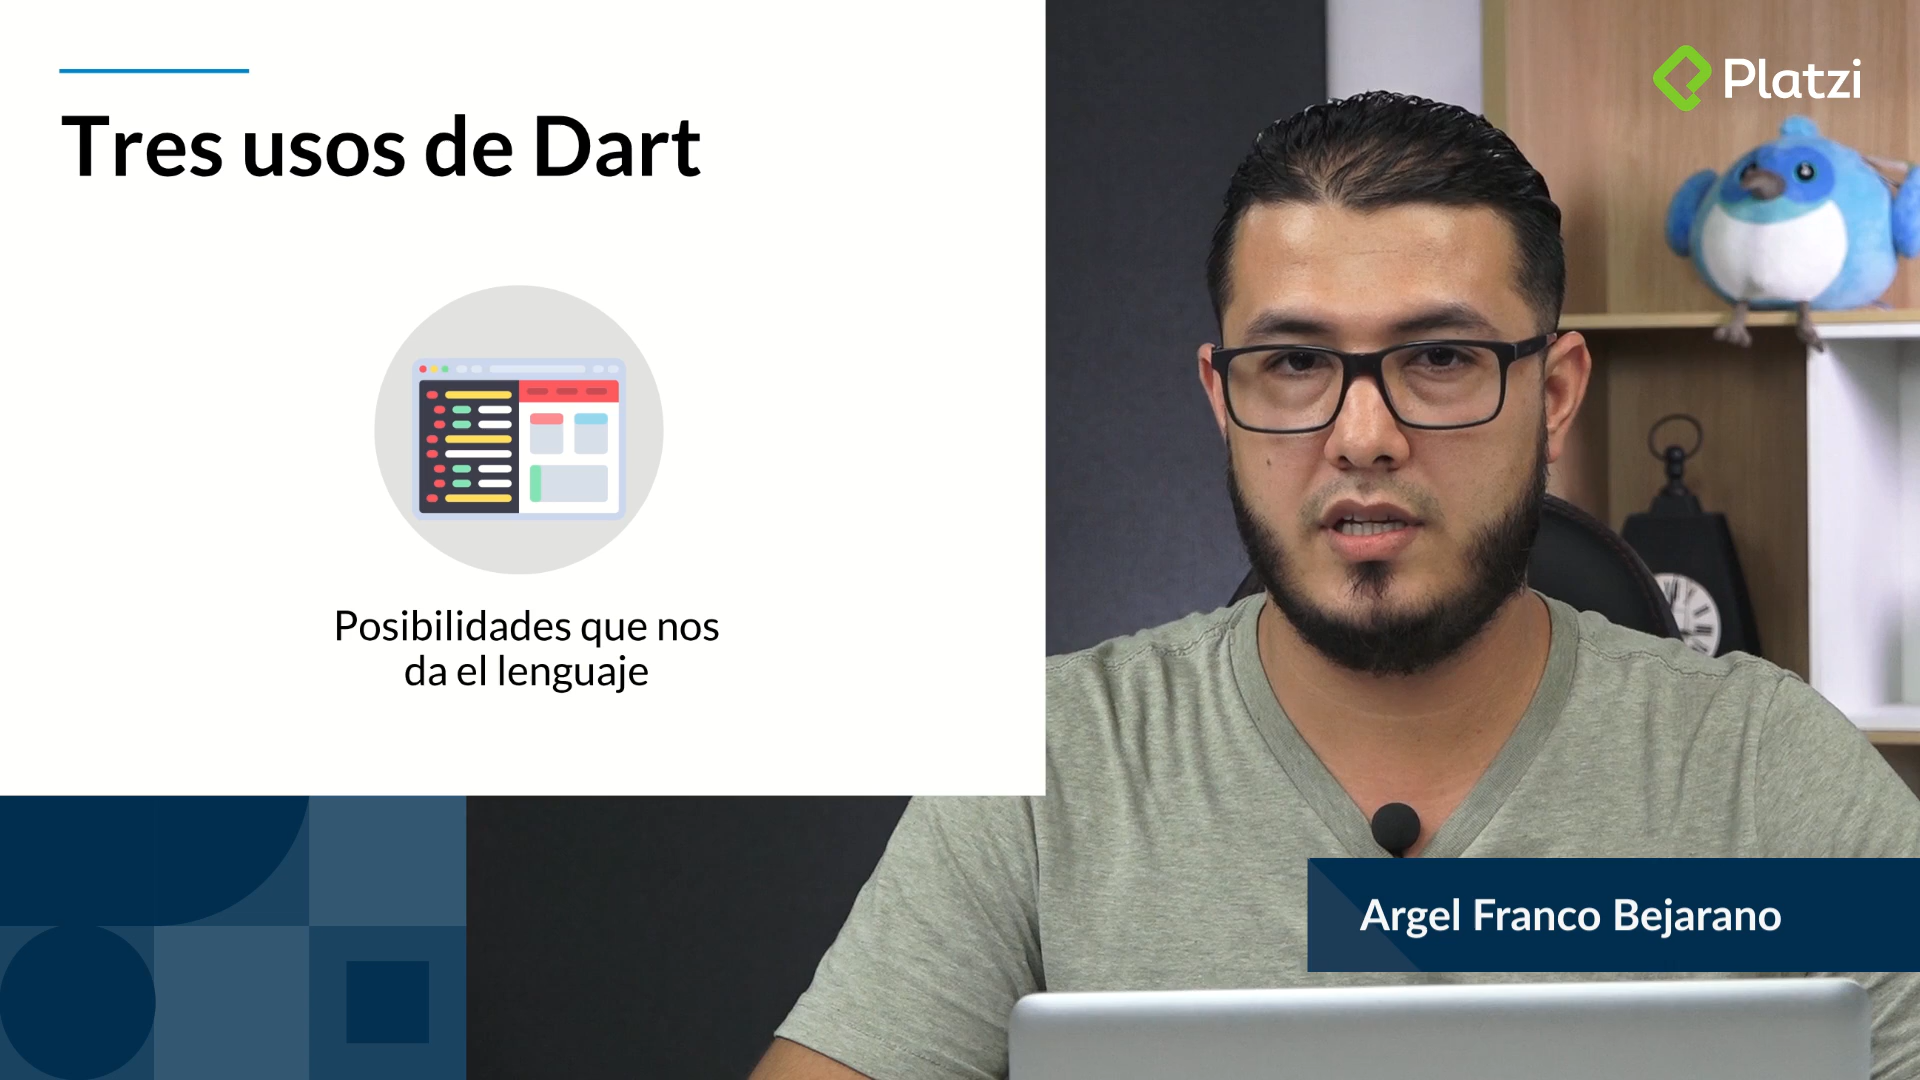 Tres usos de Dart
Posibilidades que nos
da el lenguaje
Platzi
Argel Franco Bejarano